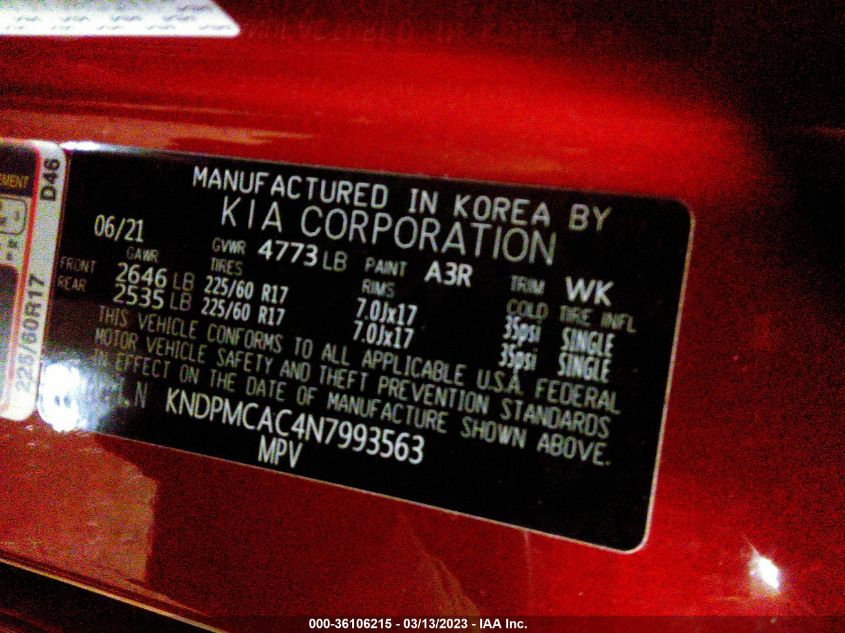 MANUFACTURED IN KOREA BY
KIA CORPORATION
06/21 GVWR 4773 LB PAINT A3R TRIM WK
GAWR TIRES RIMS COLD TIRE INFL
FRONT 2646 LB 225/60 R17 7.0Jx17 35psi SINGLE
REAR 2535 LB 225/60 R17 7.0Jx17 35psi SINGLE
THIS VEHICLE CONFORMS TO ALL APPLICABLE U.S.A. FEDERAL
MOTOR VEHICLE SAFETY AND THEFT PREVENTION STANDARDS
IN EFFECT ON THE DATE OF MANUFACTURE SHOWN ABOVE.
KNDPMCAC4N7993563
MPV
D46
225/60R17
000-36106215 - 03/13/2023 - IAA Inc.